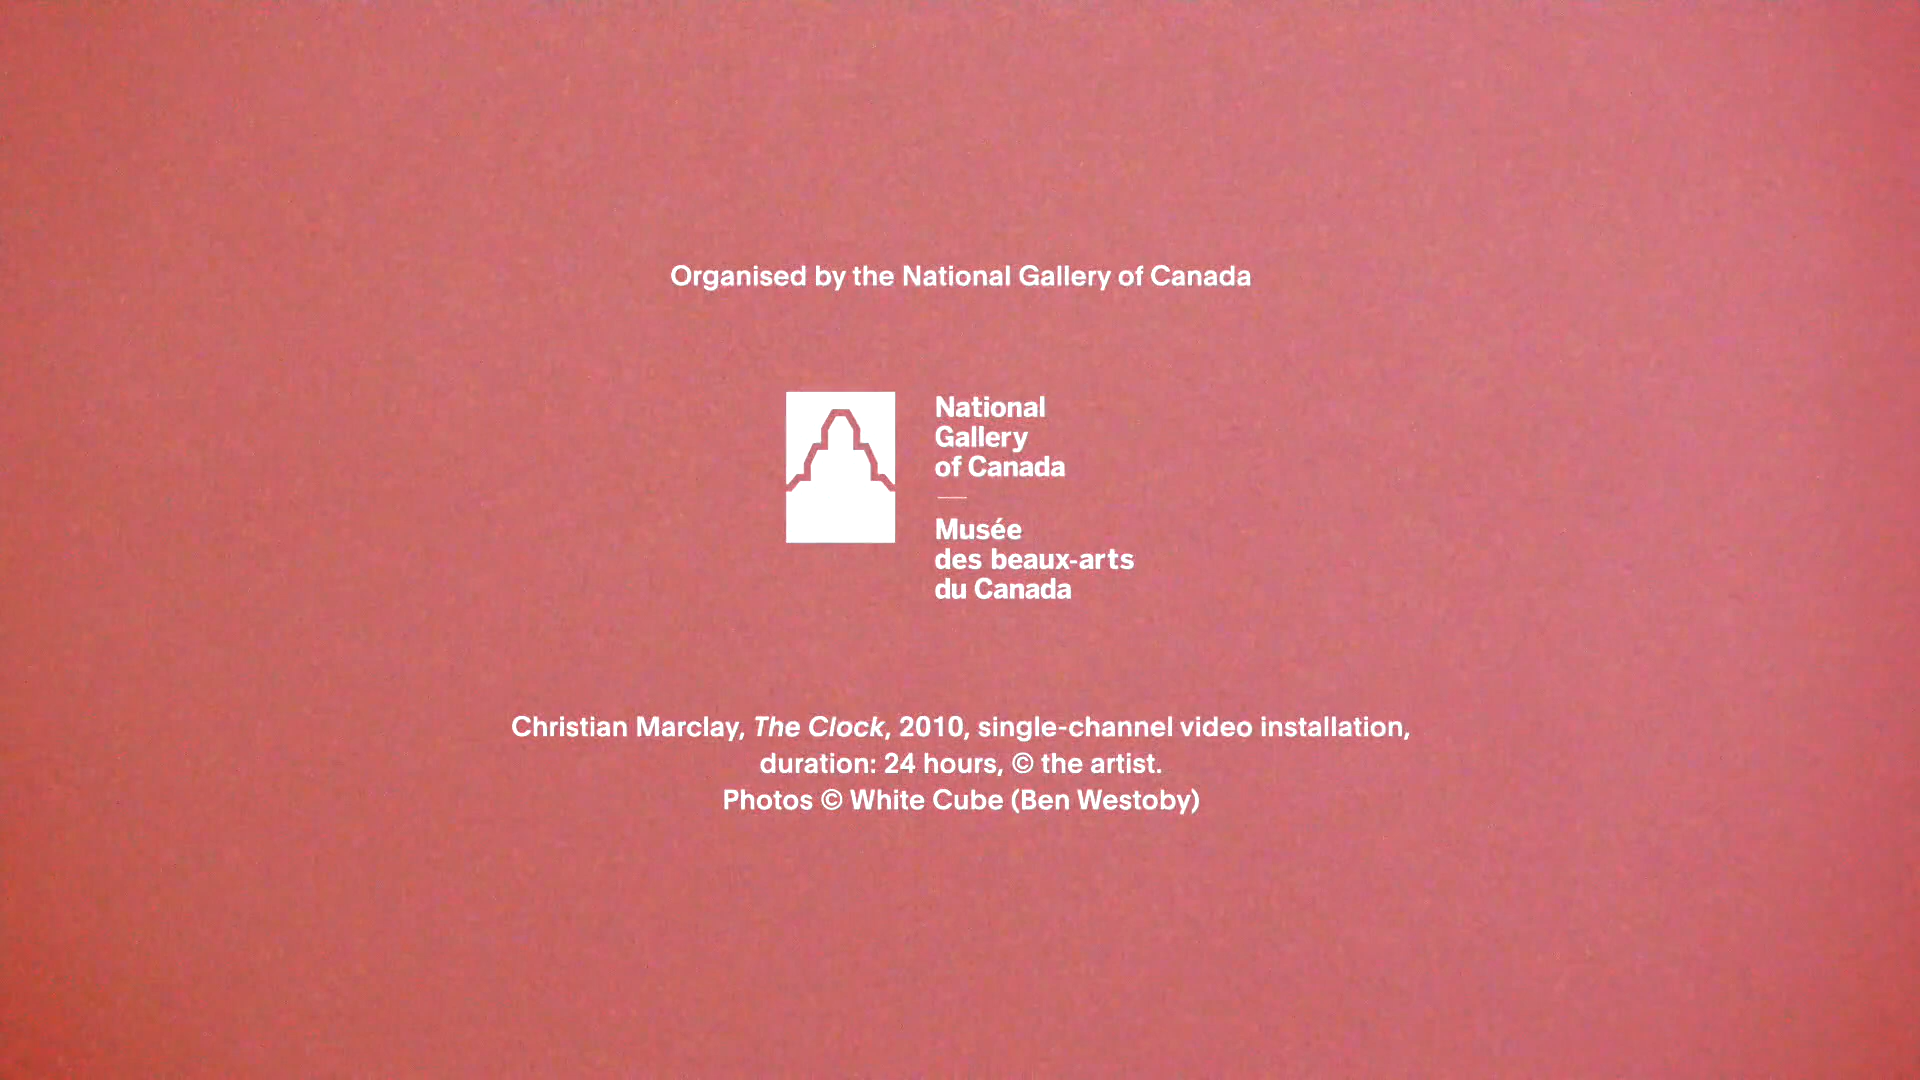 Organised by the National Gallery of Canada
National
Gallery
of Canada
Musée
des beaux-arts
du Canada
Christian Marclay, The Clock, 2010, single-channel video installation,
duration: 24 hours, © the artist.
Photos © White Cube (Ben Westoby)